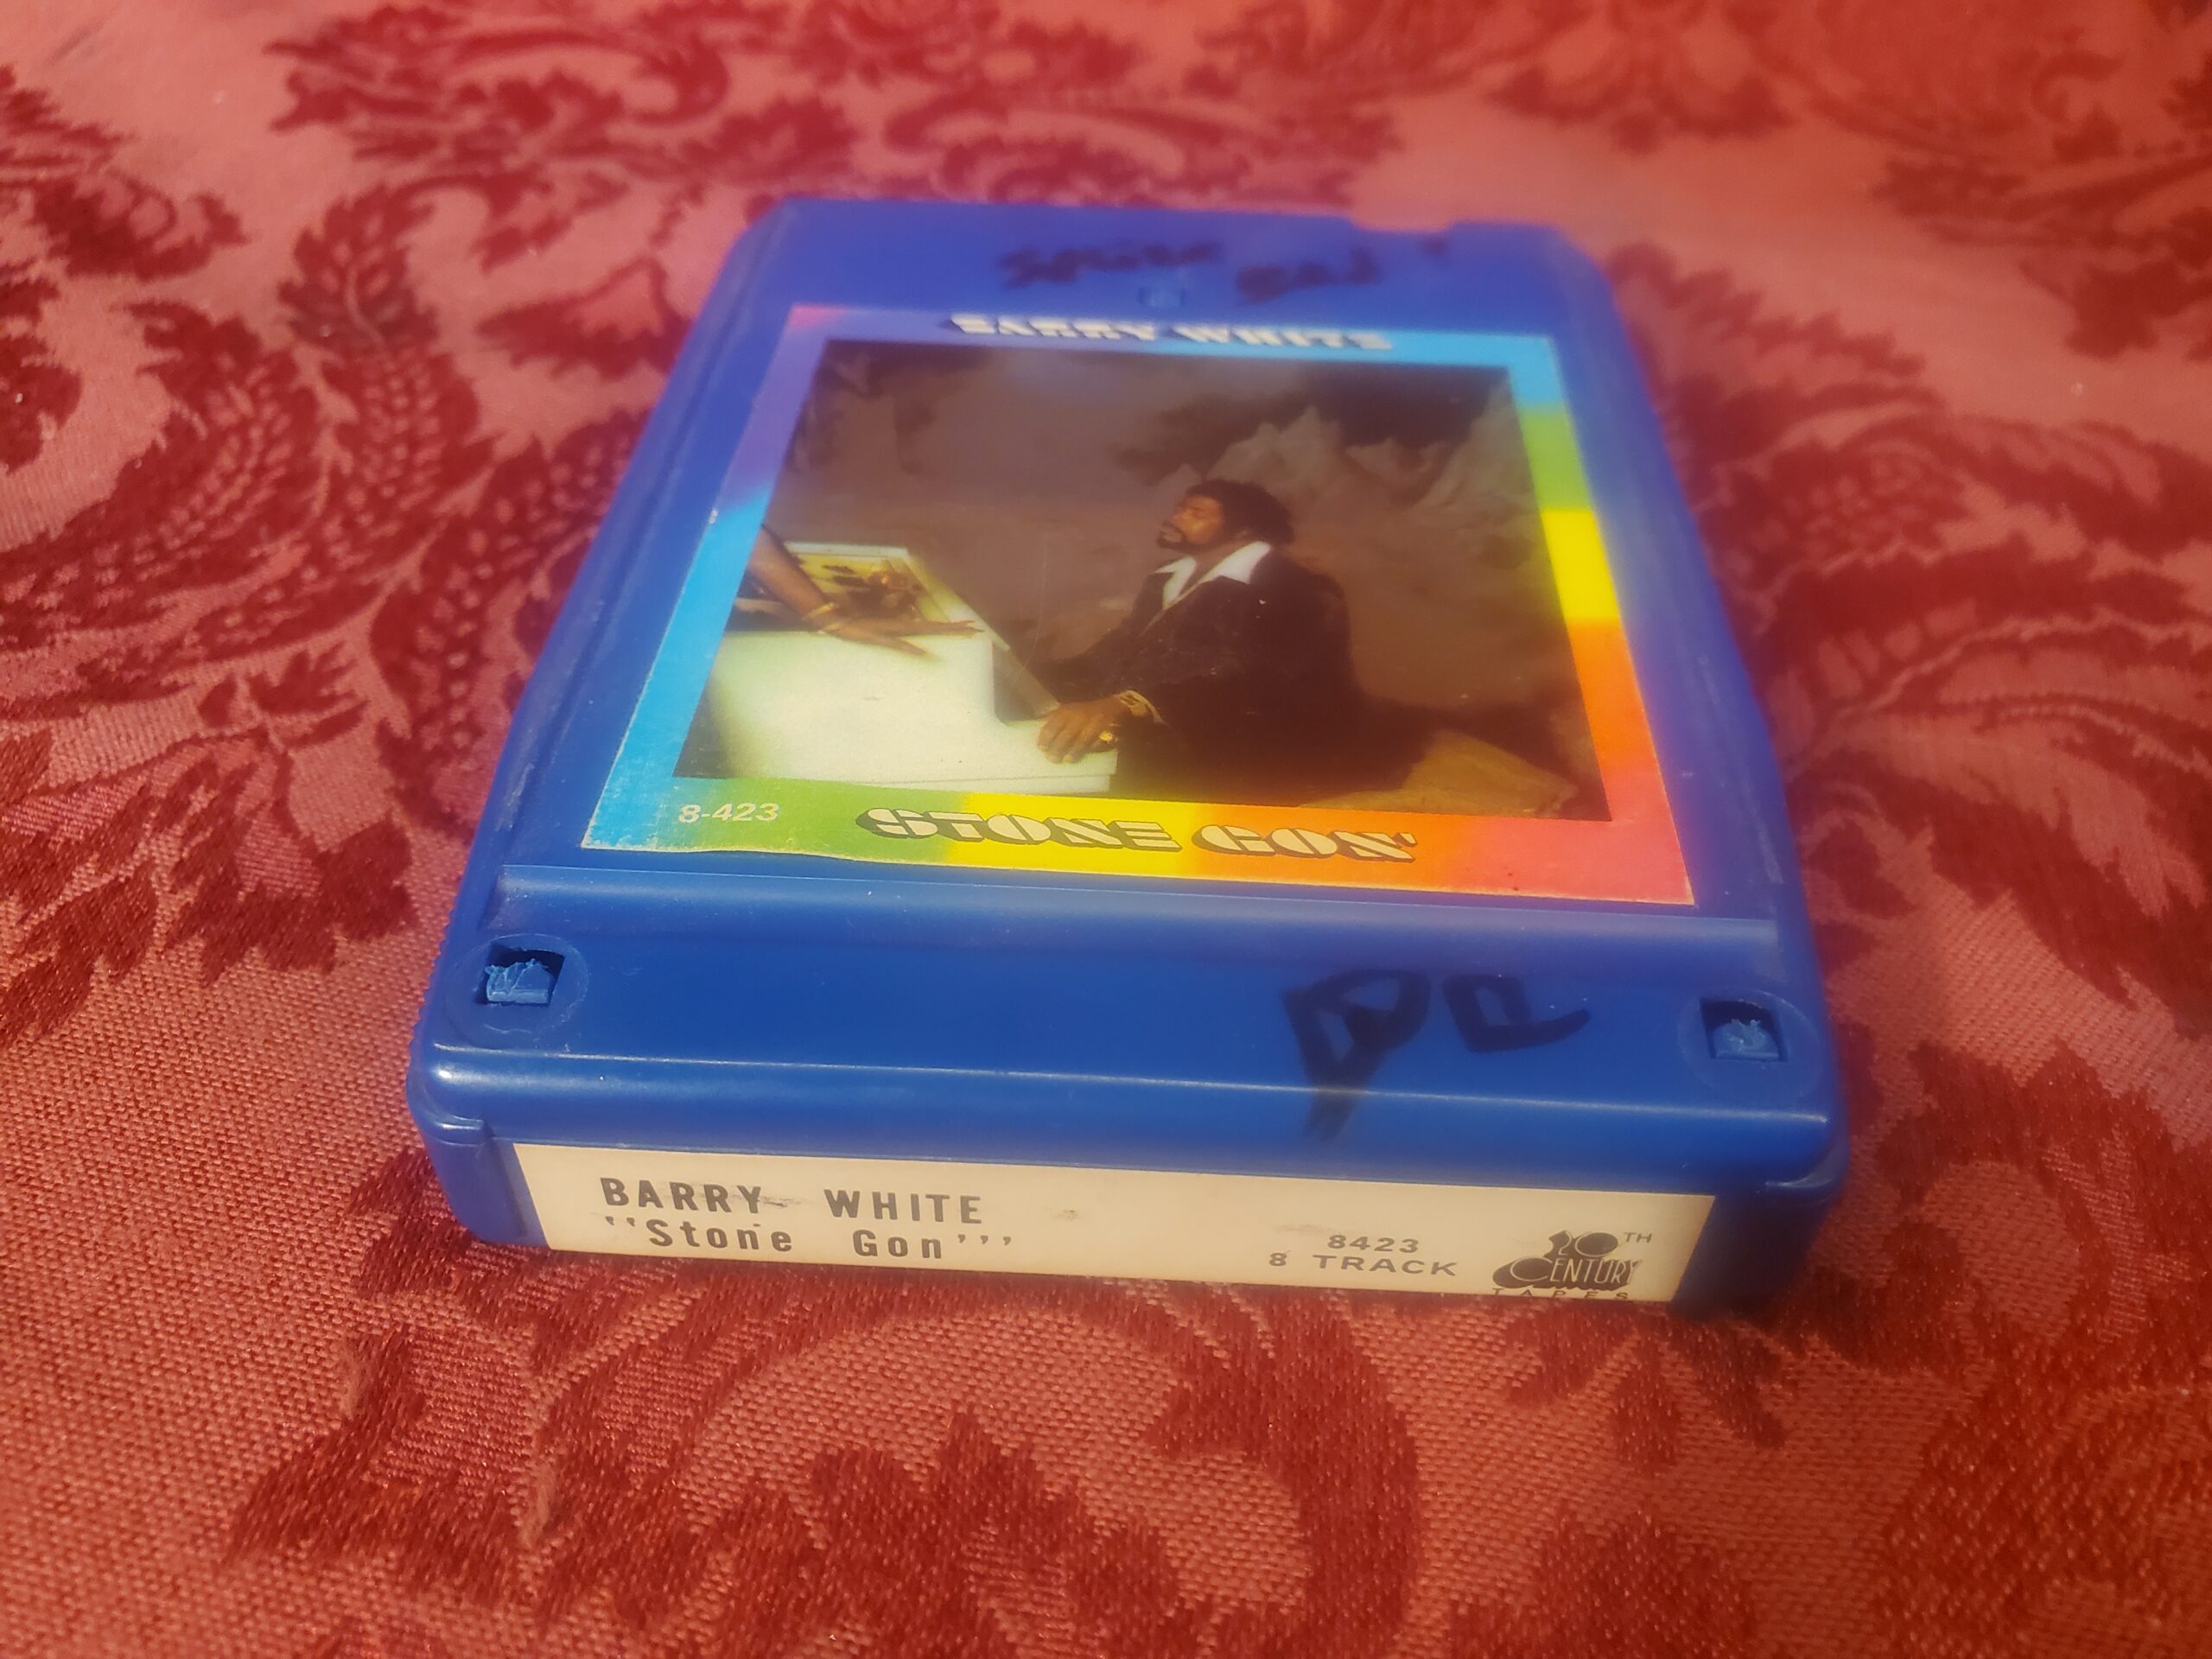 BARRY WHITE
8-423 STONE GON'
BARRY WHITE
"Stone Gon'"
8423
8 TRACK
20TH
CENTURY
TAPES